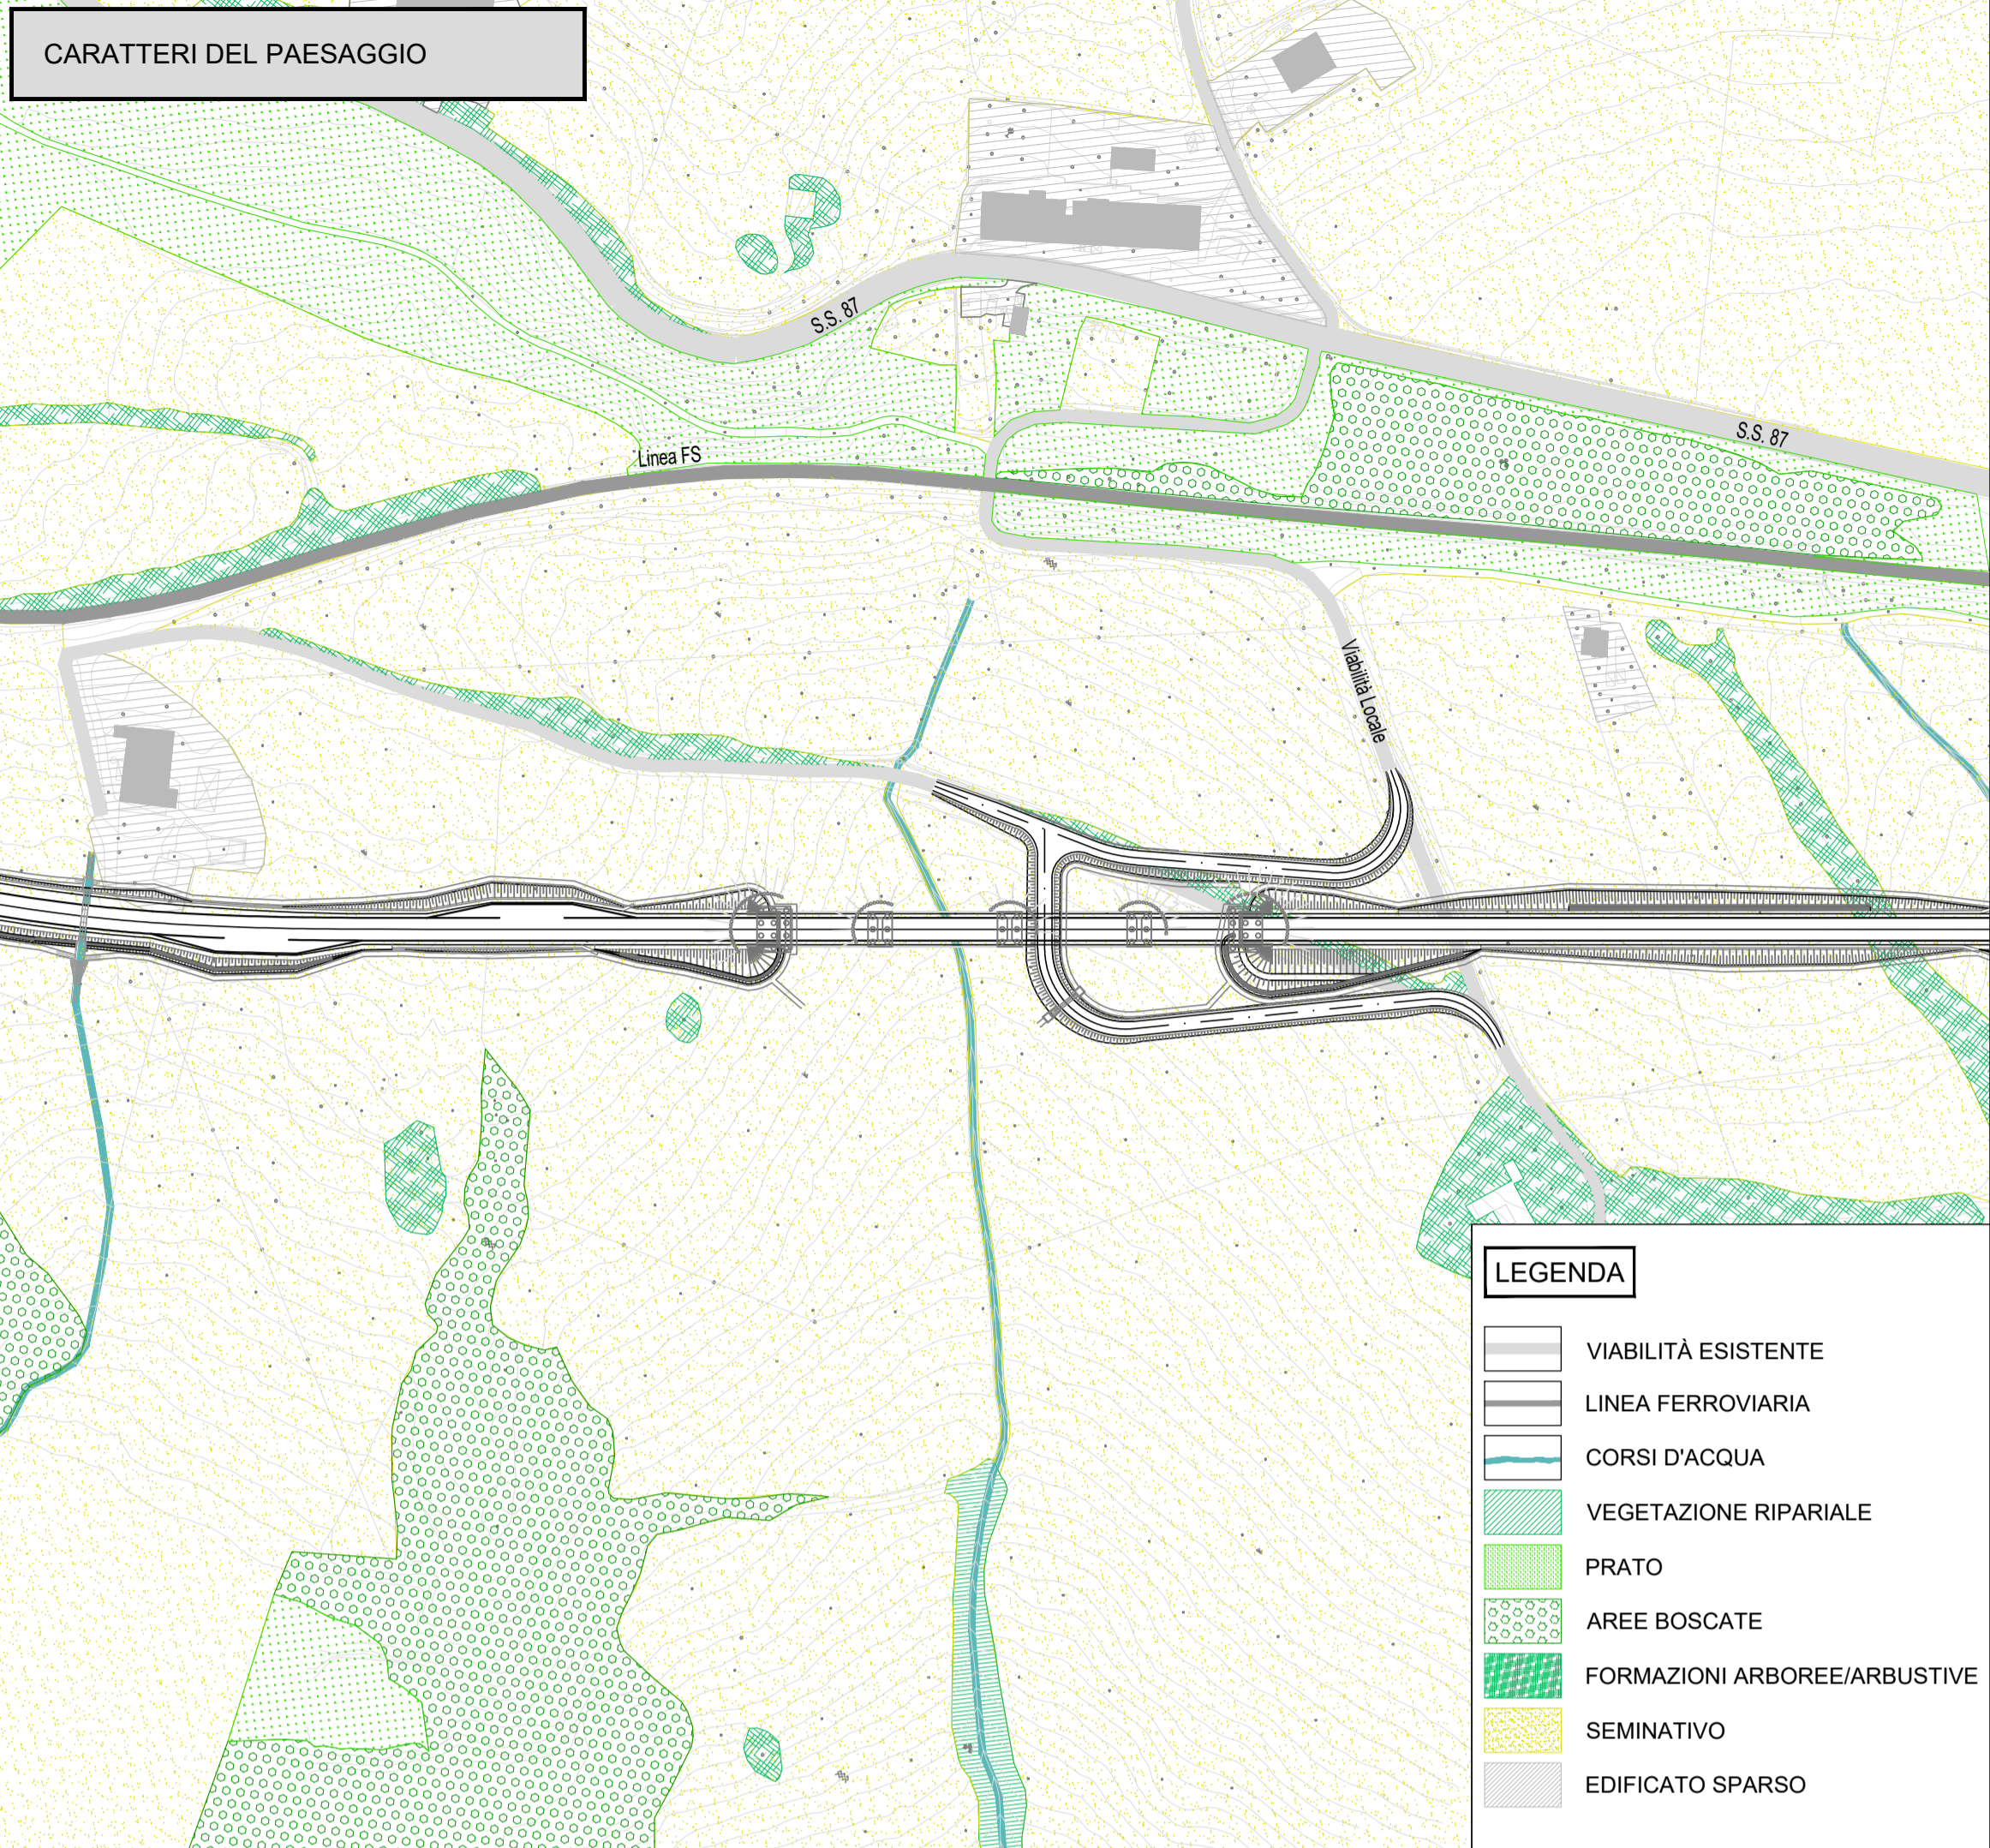 CARATTERI DEL PAESAGGIO
S.S. 87
S.S. 87
Linea FS
Viabilità Locale
LEGENDA
VIABILITÀ ESISTENTE
LINEA FERROVIARIA
CORSI D'ACQUA
VEGETAZIONE RIPARIALE
PRATO
AREE BOSCATE
FORMAZIONI ARBOREE/ARBUSTIVE
SEMINATIVO
EDIFICATO SPARSO